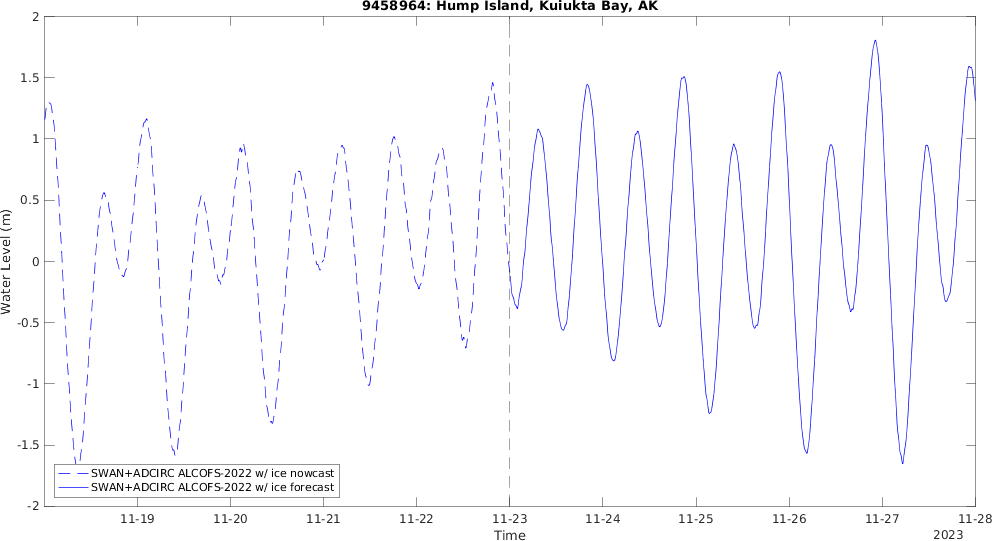 9458964: Hump Island, Kuiukta Bay, AK
Water Level (m)
2
1.5
1
0.5
0
-0.5
-1
-1.5
-2
SWAN+ADCIRC ALCOFS-2022 w/ ice nowcast
SWAN+ADCIRC ALCOFS-2022 w/ ice forecast
11-19 11-20 11-21 11-22 11-23 11-24 11-25 11-26 11-27 11-28
Time
2023